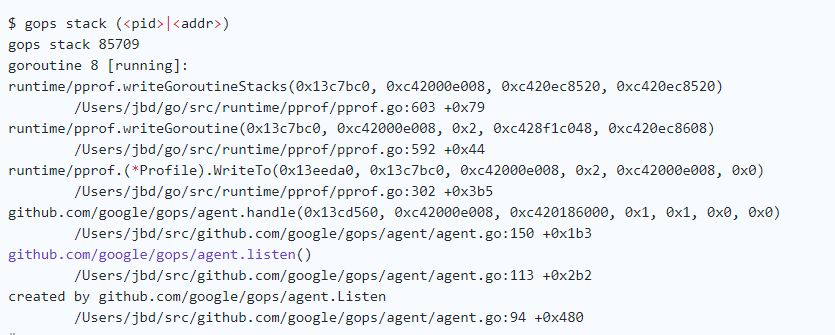 $ gops stack (<pid>|<addr>)
gops stack 85709
goroutine 8 [running]:
runtime/pprof.writeGoroutineStacks(0x13c7bc0, 0xc42000e008, 0xc420ec8520, 0xc420ec8520)
/Users/jbd/go/src/runtime/pprof/pprof.go:603 +0x79
runtime/pprof.writeGoroutine(0x13c7bc0, 0xc42000e008, 0x2, 0xc428f1c048, 0xc420ec8608)
/Users/jbd/go/src/runtime/pprof/pprof.go:592 +0x44
runtime/pprof.(*Profile).WriteTo(0x13eeda0, 0x13c7bc0, 0xc42000e008, 0x2, 0xc42000e008, 0x0)
/Users/jbd/go/src/runtime/pprof/pprof.go:302 +0x3b5
github.com/google/gops/agent.handle(0x13cd560, 0xc42000e008, 0xc420186000, 0x1, 0x1, 0x0, 0x0)
/Users/jbd/src/github.com/google/gops/agent/agent.go:150 +0x1b3
github.com/google/gops/agent.listen()
/Users/jbd/src/github.com/google/gops/agent/agent.go:113 +0x2b2
created by github.com/google/gops/agent.Listen
/Users/jbd/src/github.com/google/gops/agent/agent.go:94 +0x480